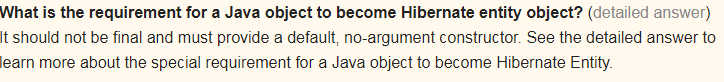 What is the requirement for a Java object to become Hibernate entity object? (detailed answer)
It should not be final and must provide a default, no-argument constructor. See the detailed answer to
learn more about the special requirement for a Java object to become Hibernate Entity.